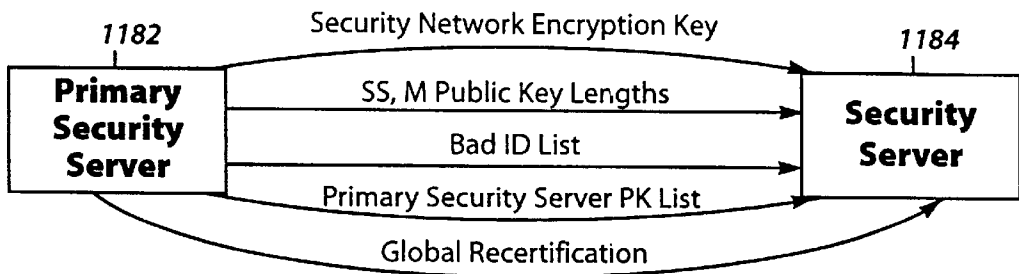 Security Network Encryption Key
1182
1184
Primary
Security
Server
SS, M Public Key Lengths
Bad ID List
Security
Server
Primary Security Server PK List
Global Recertification